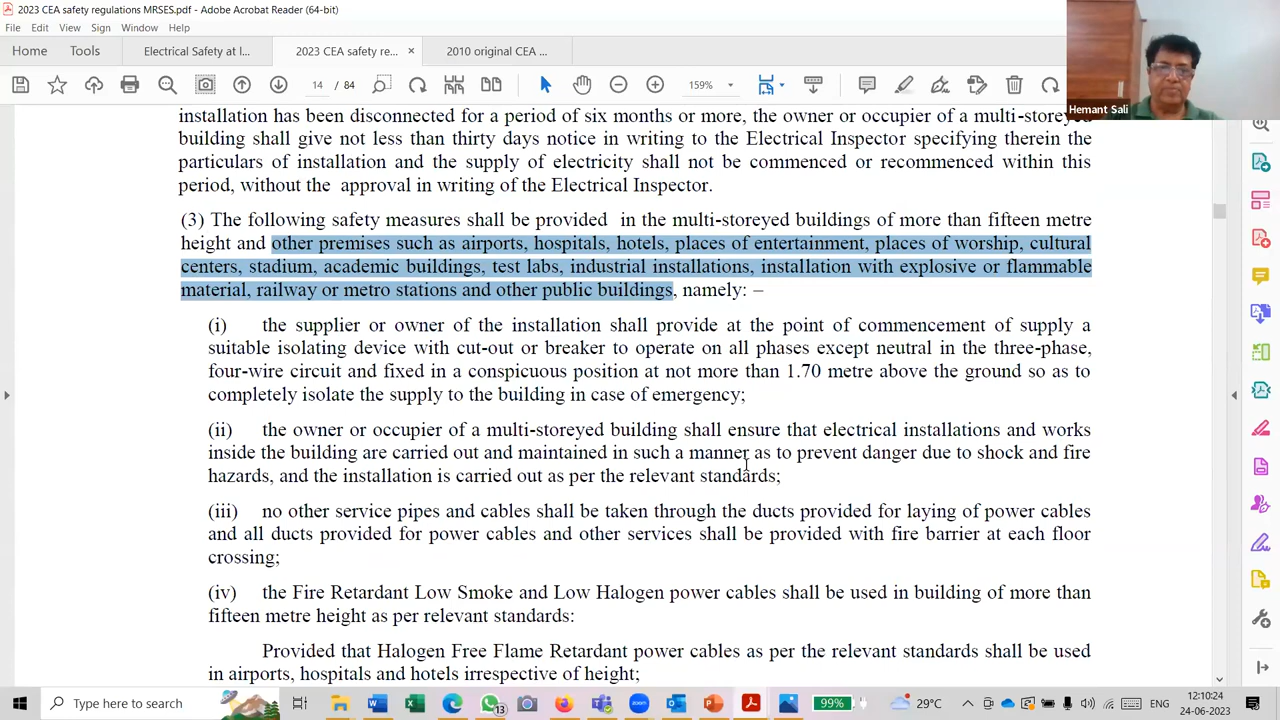 2023 CEA safety regulations MRSES.pdf - Adobe Acrobat Reader (64-bit)
File Edit View Sign Window Help
Home Tools Electrical Safety at I... 2023 CEA safety re... × 2010 original CEA ...
14 / 84 159%
Hemant Sali
installation has been disconnected for a period of six months or more, the owner or occupier of a multi-storeyed
building shall give not less than thirty days notice in writing to the Electrical Inspector specifying therein the
particulars of installation and the supply of electricity shall not be commenced or recommenced within this
period, without the approval in writing of the Electrical Inspector.
(3) The following safety measures shall be provided in the multi-storeyed buildings of more than fifteen metre
height and other premises such as airports, hospitals, hotels, places of entertainment, places of worship, cultural
centers, stadium, academic buildings, test labs, industrial installations, installation with explosive or flammable
material, railway or metro stations and other public buildings, namely: –
(i) the supplier or owner of the installation shall provide at the point of commencement of supply a
suitable isolating device with cut-out or breaker to operate on all phases except neutral in the three-phase,
four-wire circuit and fixed in a conspicuous position at not more than 1.70 metre above the ground so as to
completely isolate the supply to the building in case of emergency;
(ii) the owner or occupier of a multi-storeyed building shall ensure that electrical installations and works
inside the building are carried out and maintained in such a manner as to prevent danger due to shock and fire
hazards, and the installation is carried out as per the relevant standards;
(iii) no other service pipes and cables shall be taken through the ducts provided for laying of power cables
and all ducts provided for power cables and other services shall be provided with fire barrier at each floor
crossing;
(iv) the Fire Retardant Low Smoke and Low Halogen power cables shall be used in building of more than
fifteen metre height as per relevant standards:
Provided that Halogen Free Flame Retardant power cables as per the relevant standards shall be used
in airports, hospitals and hotels irrespective of height;
Type here to search 13 99% 29°C ENG 12:10:24
24-06-2023